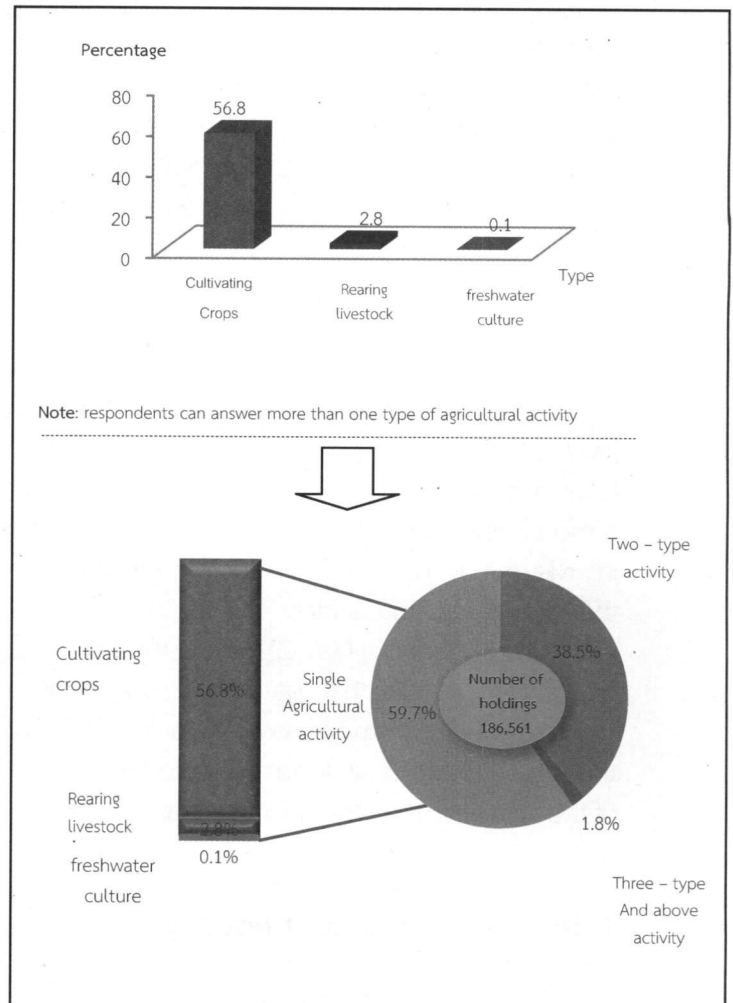 Percentage
80
60
40
20
0
56.8
2.8
0.1
Cultivating
Crops
Rearing
livestock
freshwater
culture
Type
Note: respondents can answer more than one type of agricultural activity
Two – type
activity
Cultivating
crops
56.8%
Single
Agricultural
activity
59.7%
Number of
holdings
186,561
38.5%
Rearing
livestock
2.8%
freshwater
culture
0.1%
1.8%
Three – type
And above
activity